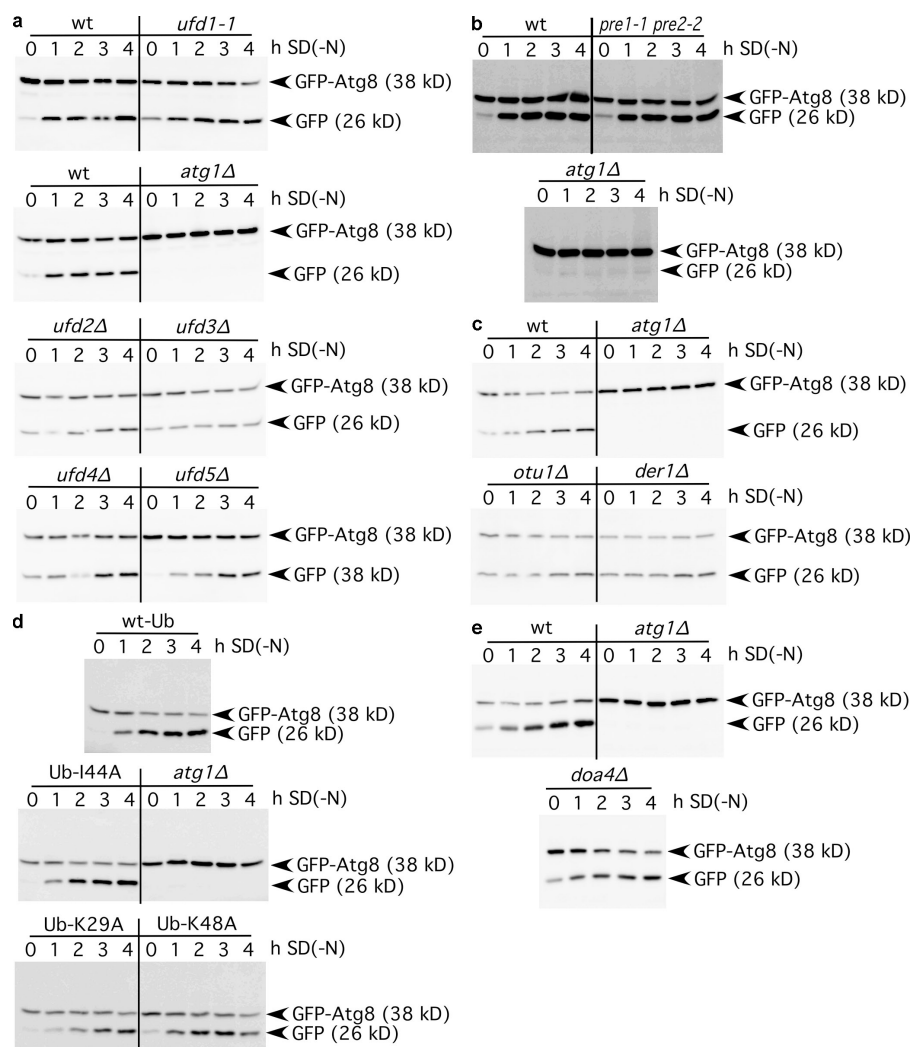 a
wt ufd1-1
0 1 2 3 4 0 1 2 3 4 h SD(-N)
GFP-Atg8 (38 kD)
GFP (26 kD)
wt atg1Δ
0 1 2 3 4 0 1 2 3 4 h SD(-N)
GFP-Atg8 (38 kD)
GFP (26 kD)
ufd2Δ ufd3Δ
0 1 2 3 4 0 1 2 3 4 h SD(-N)
GFP-Atg8 (38 kD)
GFP (26 kD)
ufd4Δ ufd5Δ
0 1 2 3 4 0 1 2 3 4 h SD(-N)
GFP-Atg8 (38 kD)
GFP (38 kD)
b
wt pre1-1 pre2-2
0 1 2 3 4 0 1 2 3 4 h SD(-N)
GFP-Atg8 (38 kD)
GFP (26 kD)
atg1Δ
0 1 2 3 4 h SD(-N)
GFP-Atg8 (38 kD)
GFP (26 kD)
c
wt atg1Δ
0 1 2 3 4 0 1 2 3 4 h SD(-N)
GFP-Atg8 (38 kD)
GFP (26 kD)
otu1Δ der1Δ
0 1 2 3 4 0 1 2 3 4 h SD(-N)
GFP-Atg8 (38 kD)
GFP (26 kD)
d
wt-Ub
0 1 2 3 4 h SD(-N)
GFP-Atg8 (38 kD)
GFP (26 kD)
Ub-I44A atg1Δ
0 1 2 3 4 0 1 2 3 4 h SD(-N)
GFP-Atg8 (38 kD)
GFP (26 kD)
Ub-K29A Ub-K48A
0 1 2 3 4 0 1 2 3 4 h SD(-N)
GFP-Atg8 (38 kD)
GFP (26 kD)
e
wt atg1Δ
0 1 2 3 4 0 1 2 3 4 h SD(-N)
GFP-Atg8 (38 kD)
GFP (26 kD)
doa4Δ
0 1 2 3 4 h SD(-N)
GFP-Atg8 (38 kD)
GFP (26 kD)